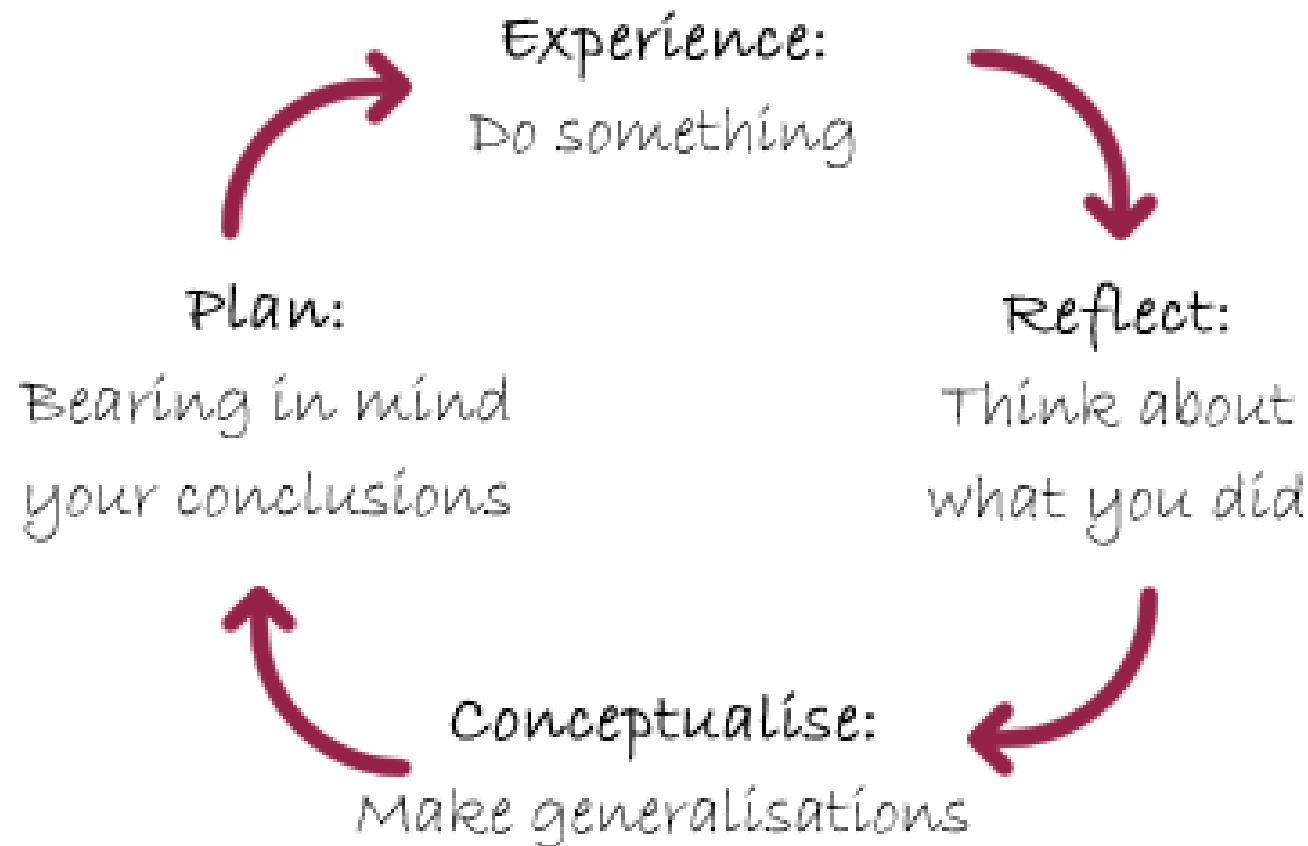 Experience:
Do something
Reflect:
Think about
what you did
Conceptualise:
Make generalisations
Plan:
Bearing in mind
your conclusions